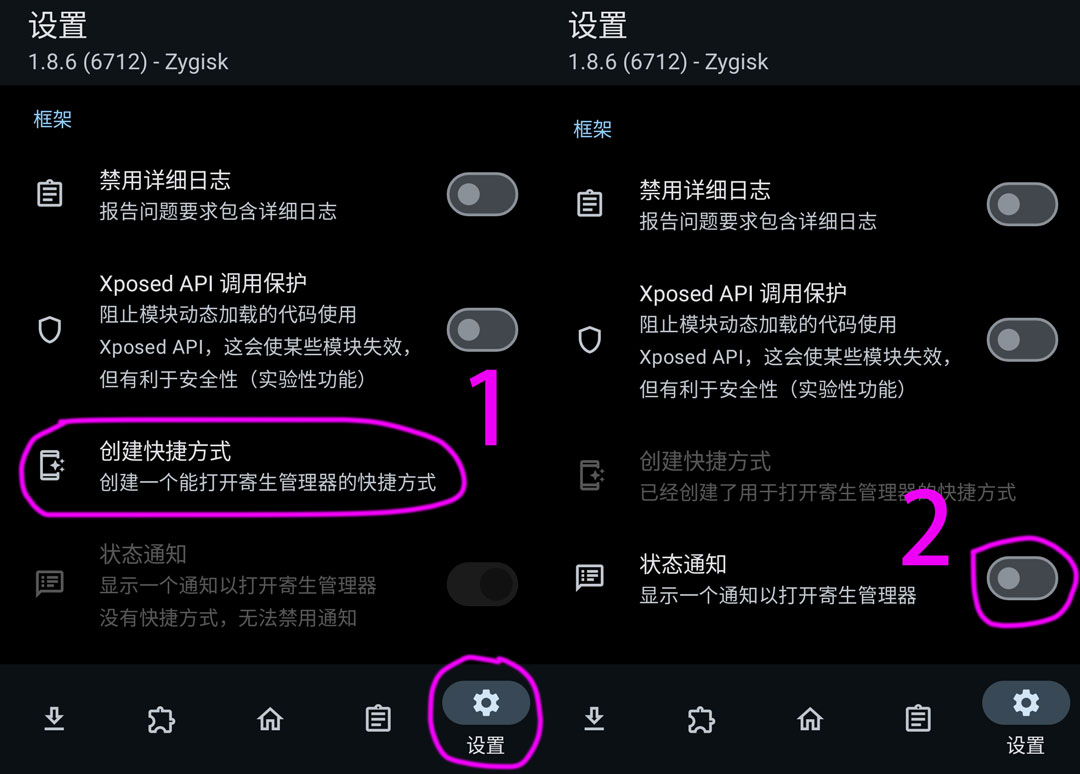 设置
1.8.6 (6712) - Zygisk
框架
禁用详细日志
报告问题要求包含详细日志
Xposed API 调用保护
阻止模块动态加载的代码使用
Xposed API，这会使某些模块失效，
但有利于安全性（实验性功能）
1
创建快捷方式
创建一个能打开寄生管理器的快捷方式
状态通知
显示一个通知以打开寄生管理器
没有快捷方式，无法禁用通知
设置
设置
1.8.6 (6712) - Zygisk
框架
禁用详细日志
报告问题要求包含详细日志
Xposed API 调用保护
阻止模块动态加载的代码使用
Xposed API，这会使某些模块失效，
但有利于安全性（实验性功能）
创建快捷方式
已经创建了用于打开寄生管理器的快捷方式
2
状态通知
显示一个通知以打开寄生管理器
设置